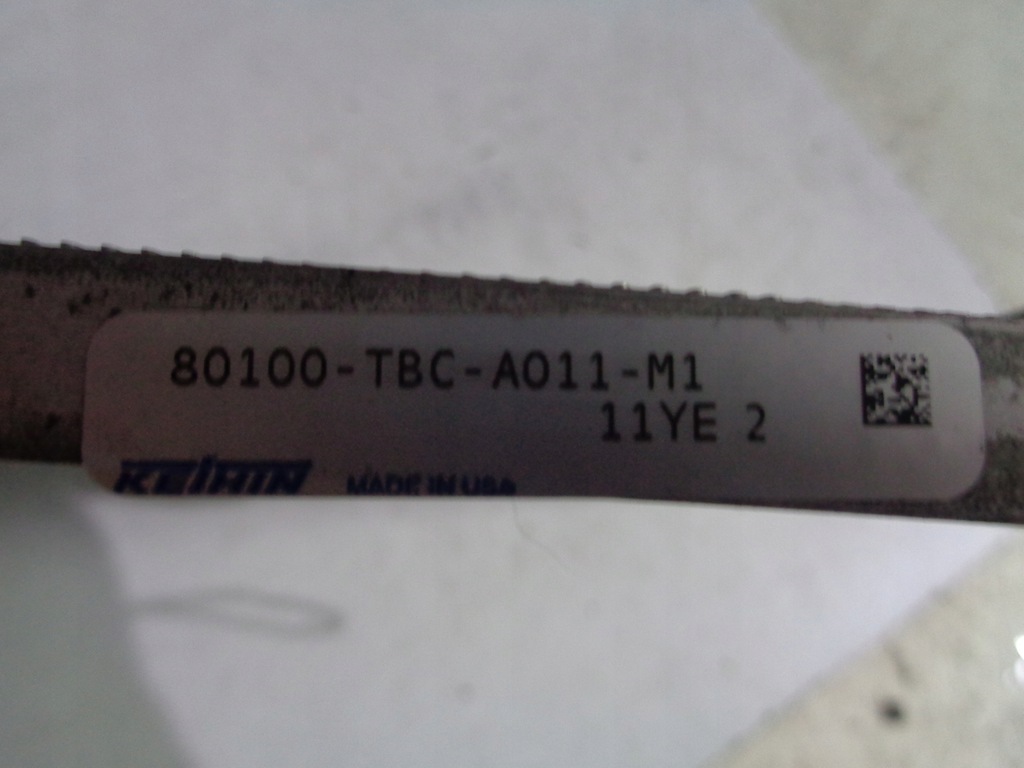 80100-TBC-A011-M1
11YE 2
KEIHIN MADE IN USA